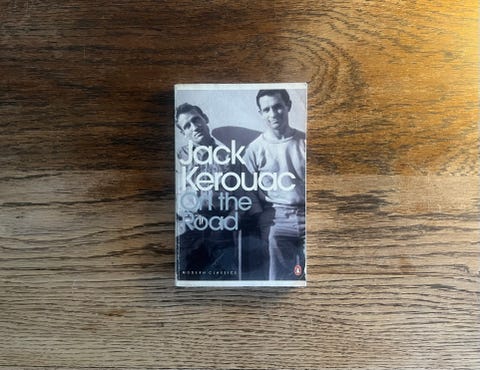 Jack
Kerouac
On the
Road
MODERN CLASSICS